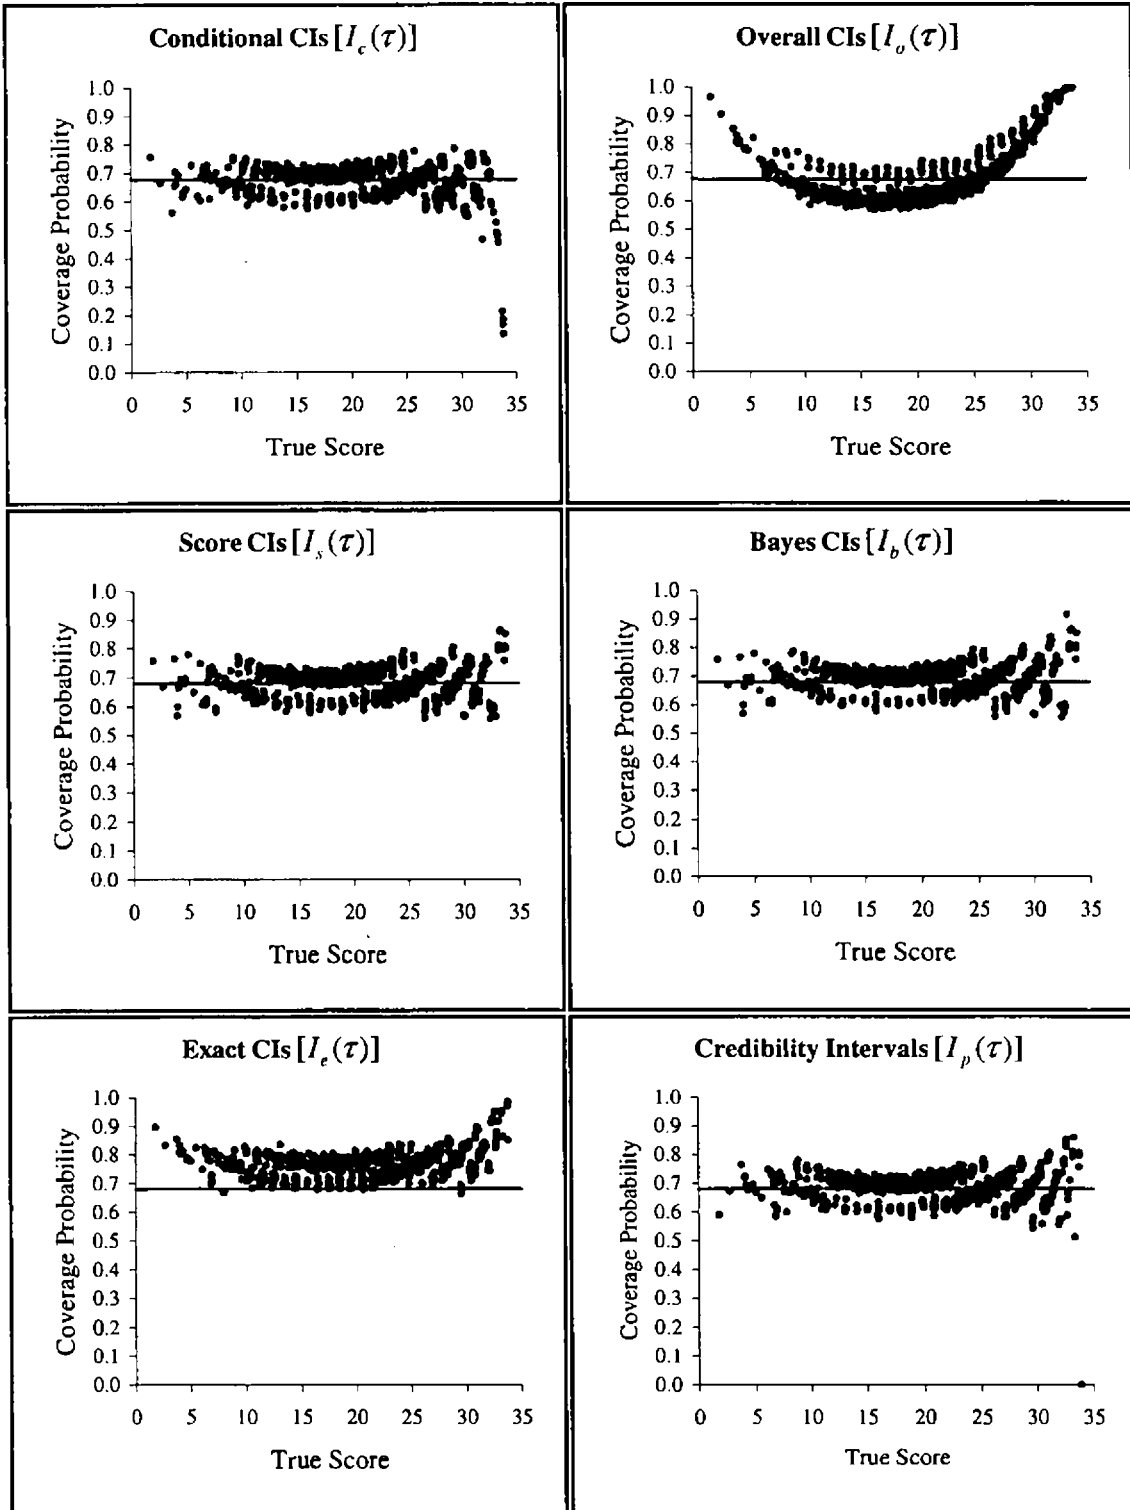 Conditional CIs [I_c(τ)]
Coverage Probability
1.0
0.9
0.8
0.7
0.6
0.5
0.4
0.3
0.2
0.1
0.0
0 5 10 15 20 25 30 35
True Score
Overall CIs [I_o(τ)]
Coverage Probability
1.0
0.9
0.8
0.7
0.6
0.5
0.4
0.3
0.2
0.1
0.0
0 5 10 15 20 25 30 35
True Score
Score CIs [I_s(τ)]
Coverage Probability
1.0
0.9
0.8
0.7
0.6
0.5
0.4
0.3
0.2
0.1
0.0
0 5 10 15 20 25 30 35
True Score
Bayes CIs [I_b(τ)]
Coverage Probability
1.0
0.9
0.8
0.7
0.6
0.5
0.4
0.3
0.2
0.1
0.0
0 5 10 15 20 25 30 35
True Score
Exact CIs [I_e(τ)]
Coverage Probability
1.0
0.9
0.8
0.7
0.6
0.5
0.4
0.3
0.2
0.1
0.0
0 5 10 15 20 25 30 35
True Score
Credibility Intervals [I_p(τ)]
Coverage Probability
1.0
0.9
0.8
0.7
0.6
0.5
0.4
0.3
0.2
0.1
0.0
0 5 10 15 20 25 30 35
True Score